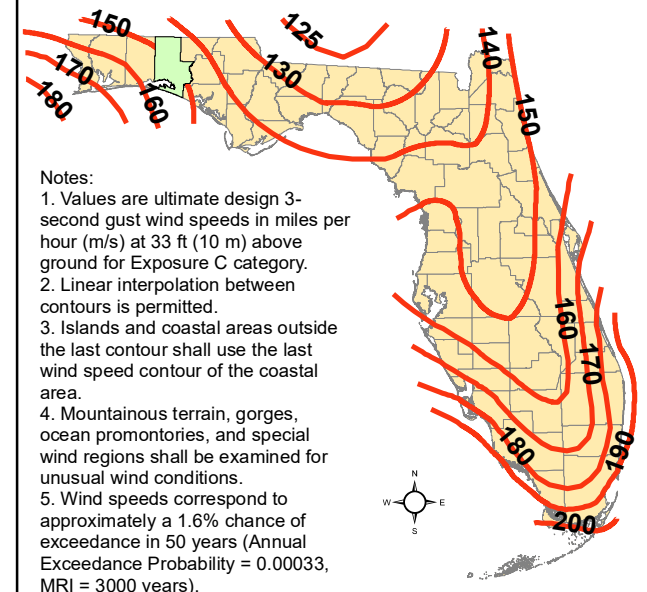 150
125
170
130
140
180
160
150
Notes:
1. Values are ultimate design 3-
second gust wind speeds in miles per
hour (m/s) at 33 ft (10 m) above
ground for Exposure C category.
2. Linear interpolation between
contours is permitted.
3. Islands and coastal areas outside
the last contour shall use the last
wind speed contour of the coastal
area.
4. Mountainous terrain, gorges,
ocean promontories, and special
wind regions shall be examined for
unusual wind conditions.
5. Wind speeds correspond to
approximately a 1.6% chance of
exceedance in 50 years (Annual
Exceedance Probability = 0.00033,
MRI = 3000 years).
160
170
180
190
200
N
W E
S